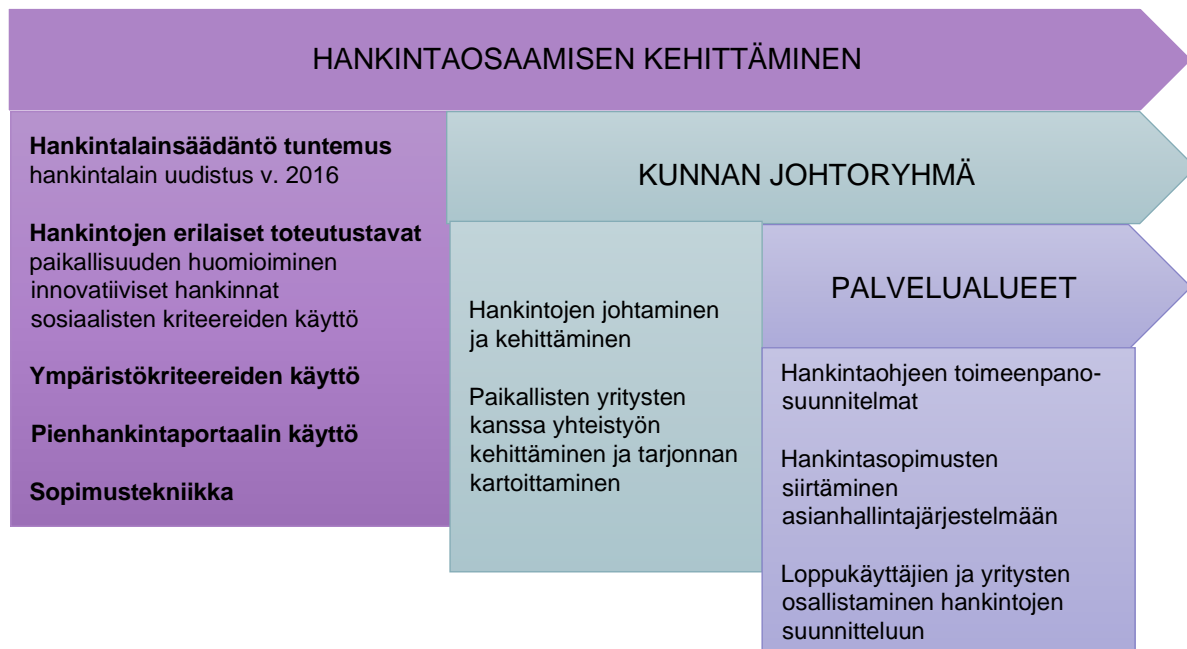 HANKINTAOSAAMISEN KEHITTÄMINEN
Hankintalainsäädäntö tuntemus
hankintalain uudistus v. 2016
Hankintojen erilaiset toteutustavat
paikallisuuden huomioiminen
innovatiiviset hankinnat
sosiaalisten kriteereiden käyttö
Ympäristökriteereiden käyttö
Pienhankintaportaalin käyttö
Sopimustekniikka
KUNNAN JOHTORYHMÄ
Hankintojen johtaminen
ja kehittäminen
Paikallisten yritysten
kanssa yhteistyön
kehittäminen ja tarjonnan
kartoittaminen
PALVELUALUEET
Hankintaohjeen toimeenpano-
suunnitelmat
Hankintasopimusten
siirtäminen
asianhallintajärjestelmään
Loppukäyttäjien ja yritysten
osallistaminen hankintojen
suunnitteluun